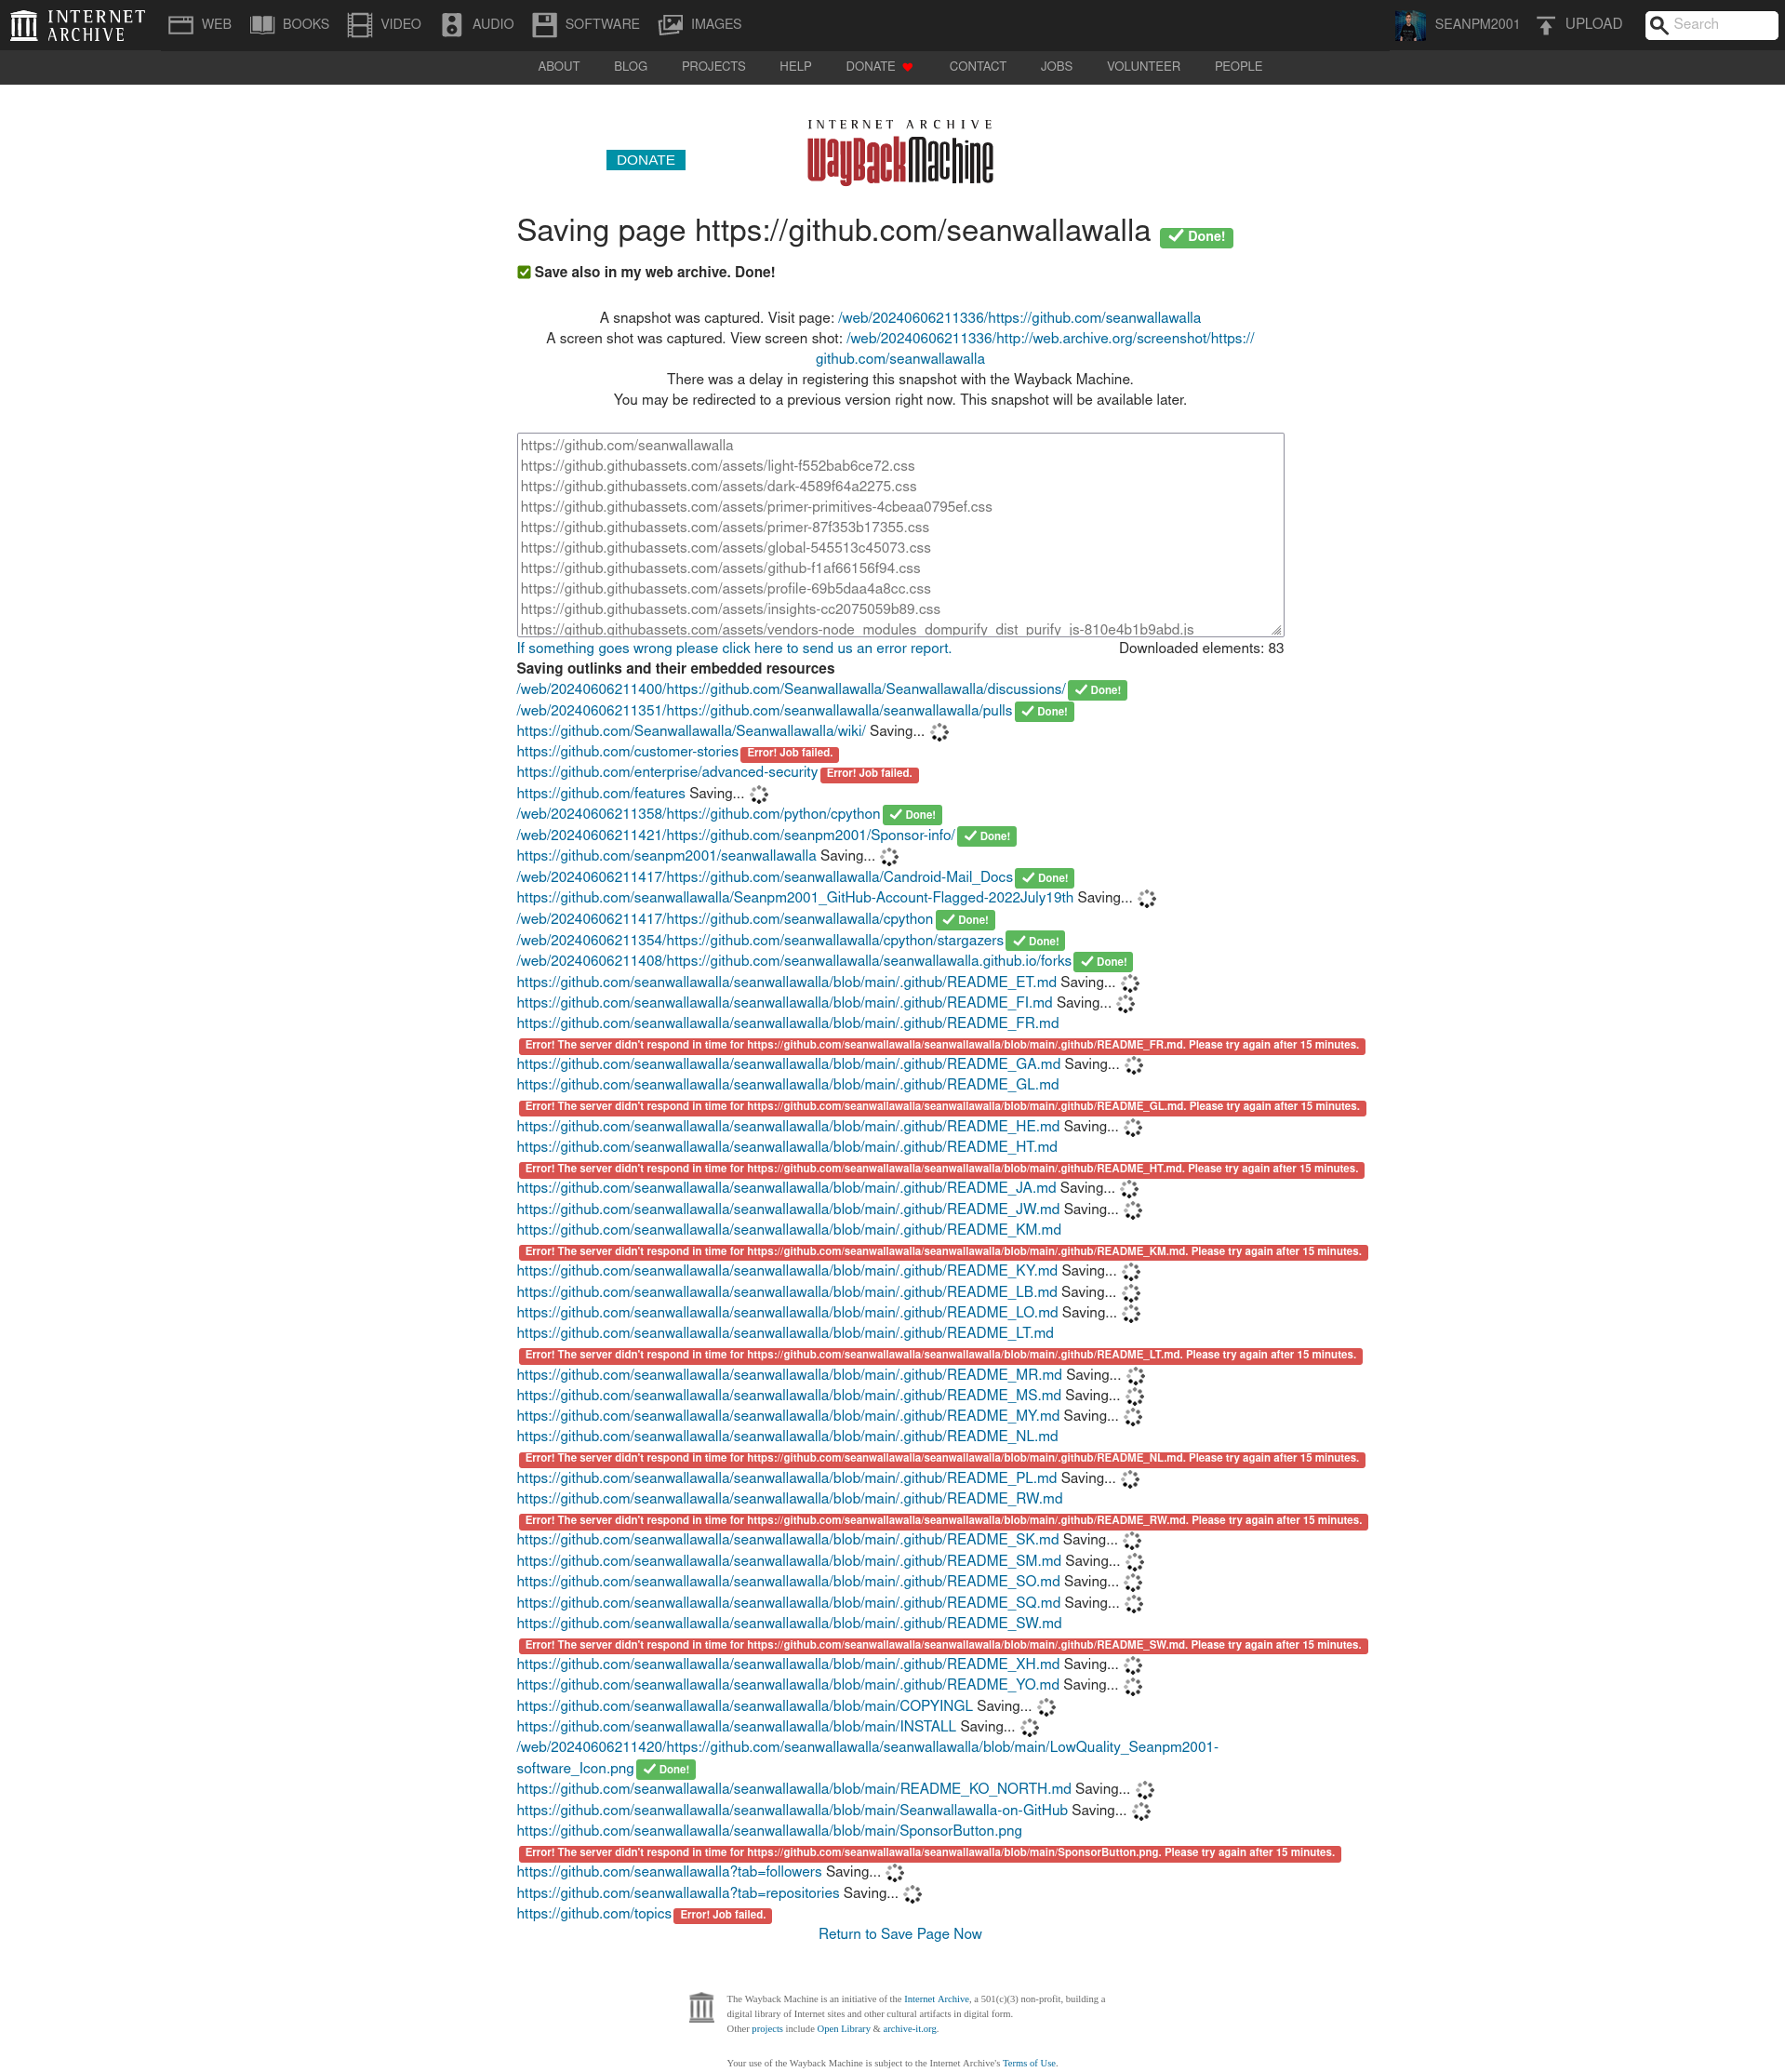 INTERNET ARCHIVE
WEB BOOKS VIDEO AUDIO SOFTWARE IMAGES SEANPM2001 UPLOAD Search
ABOUT BLOG PROJECTS HELP DONATE CONTACT JOBS VOLUNTEER PEOPLE
INTERNET ARCHIVE
DONATE WayBackMachine
Saving page https://github.com/seanwallawalla Done!
Save also in my web archive. Done!
A snapshot was captured. Visit page: /web/20240606211336/https://github.com/seanwallawalla
A screen shot was captured. View screen shot: /web/20240606211336/http://web.archive.org/screenshot/https://
github.com/seanwallawalla
There was a delay in registering this snapshot with the Wayback Machine.
You may be redirected to a previous version right now. This snapshot will be available later.
https://github.com/seanwallawalla
https://github.githubassets.com/assets/light-f552bab6ce72.css
https://github.githubassets.com/assets/dark-4589f64a2275.css
https://github.githubassets.com/assets/primer-primitives-4cbeaa0795ef.css
https://github.githubassets.com/assets/primer-87f353b17355.css
https://github.githubassets.com/assets/global-545513c45073.css
https://github.githubassets.com/assets/github-f1af66156f94.css
https://github.githubassets.com/assets/profile-69b5daa4a8cc.css
https://github.githubassets.com/assets/insights-cc2075059b89.css
https://github.githubassets.com/assets/vendors-node_modules_dompurify_dist_purify_js-810e4b1b9abd.js
If something goes wrong please click here to send us an error report. Downloaded elements: 83
Saving outlinks and their embedded resources
/web/20240606211400/https://github.com/Seanwallawalla/Seanwallawalla/discussions/ Done!
/web/20240606211351/https://github.com/seanwallawalla/seanwallawalla/pulls Done!
https://github.com/Seanwallawalla/Seanwallawalla/wiki/ Saving...
https://github.com/customer-stories Error! Job failed.
https://github.com/enterprise/advanced-security Error! Job failed.
https://github.com/features Saving...
/web/20240606211358/https://github.com/python/cpython Done!
/web/20240606211421/https://github.com/seanpm2001/Sponsor-info/ Done!
https://github.com/seanpm2001/seanwallawalla Saving...
/web/20240606211417/https://github.com/seanwallawalla/Candroid-Mail_Docs Done!
https://github.com/seanwallawalla/Seanpm2001_GitHub-Account-Flagged-2022July19th Saving...
/web/20240606211417/https://github.com/seanwallawalla/cpython Done!
/web/20240606211354/https://github.com/seanwallawalla/cpython/stargazers Done!
/web/20240606211408/https://github.com/seanwallawalla/seanwallawalla.github.io/forks Done!
https://github.com/seanwallawalla/seanwallawalla/blob/main/.github/README_ET.md Saving...
https://github.com/seanwallawalla/seanwallawalla/blob/main/.github/README_FI.md Saving...
https://github.com/seanwallawalla/seanwallawalla/blob/main/.github/README_FR.md
Error! The server didn't respond in time for https://github.com/seanwallawalla/seanwallawalla/blob/main/.github/README_FR.md. Please try again after 15 minutes.
https://github.com/seanwallawalla/seanwallawalla/blob/main/.github/README_GA.md Saving...
https://github.com/seanwallawalla/seanwallawalla/blob/main/.github/README_GL.md
Error! The server didn't respond in time for https://github.com/seanwallawalla/seanwallawalla/blob/main/.github/README_GL.md. Please try again after 15 minutes.
https://github.com/seanwallawalla/seanwallawalla/blob/main/.github/README_HE.md Saving...
https://github.com/seanwallawalla/seanwallawalla/blob/main/.github/README_HT.md
Error! The server didn't respond in time for https://github.com/seanwallawalla/seanwallawalla/blob/main/.github/README_HT.md. Please try again after 15 minutes.
https://github.com/seanwallawalla/seanwallawalla/blob/main/.github/README_JA.md Saving...
https://github.com/seanwallawalla/seanwallawalla/blob/main/.github/README_JW.md Saving...
https://github.com/seanwallawalla/seanwallawalla/blob/main/.github/README_KM.md
Error! The server didn't respond in time for https://github.com/seanwallawalla/seanwallawalla/blob/main/.github/README_KM.md. Please try again after 15 minutes.
https://github.com/seanwallawalla/seanwallawalla/blob/main/.github/README_KY.md Saving...
https://github.com/seanwallawalla/seanwallawalla/blob/main/.github/README_LB.md Saving...
https://github.com/seanwallawalla/seanwallawalla/blob/main/.github/README_LO.md Saving...
https://github.com/seanwallawalla/seanwallawalla/blob/main/.github/README_LT.md
Error! The server didn't respond in time for https://github.com/seanwallawalla/seanwallawalla/blob/main/.github/README_LT.md. Please try again after 15 minutes.
https://github.com/seanwallawalla/seanwallawalla/blob/main/.github/README_MR.md Saving...
https://github.com/seanwallawalla/seanwallawalla/blob/main/.github/README_MS.md Saving...
https://github.com/seanwallawalla/seanwallawalla/blob/main/.github/README_MY.md Saving...
https://github.com/seanwallawalla/seanwallawalla/blob/main/.github/README_NL.md
Error! The server didn't respond in time for https://github.com/seanwallawalla/seanwallawalla/blob/main/.github/README_NL.md. Please try again after 15 minutes.
https://github.com/seanwallawalla/seanwallawalla/blob/main/.github/README_PL.md Saving...
https://github.com/seanwallawalla/seanwallawalla/blob/main/.github/README_RW.md
Error! The server didn't respond in time for https://github.com/seanwallawalla/seanwallawalla/blob/main/.github/README_RW.md. Please try again after 15 minutes.
https://github.com/seanwallawalla/seanwallawalla/blob/main/.github/README_SK.md Saving...
https://github.com/seanwallawalla/seanwallawalla/blob/main/.github/README_SM.md Saving...
https://github.com/seanwallawalla/seanwallawalla/blob/main/.github/README_SO.md Saving...
https://github.com/seanwallawalla/seanwallawalla/blob/main/.github/README_SQ.md Saving...
https://github.com/seanwallawalla/seanwallawalla/blob/main/.github/README_SW.md
Error! The server didn't respond in time for https://github.com/seanwallawalla/seanwallawalla/blob/main/.github/README_SW.md. Please try again after 15 minutes.
https://github.com/seanwallawalla/seanwallawalla/blob/main/.github/README_XH.md Saving...
https://github.com/seanwallawalla/seanwallawalla/blob/main/.github/README_YO.md Saving...
https://github.com/seanwallawalla/seanwallawalla/blob/main/COPYINGL Saving...
https://github.com/seanwallawalla/seanwallawalla/blob/main/INSTALL Saving...
/web/20240606211420/https://github.com/seanwallawalla/seanwallawalla/blob/main/LowQuality_Seanpm2001-
software_Icon.png Done!
https://github.com/seanwallawalla/seanwallawalla/blob/main/README_KO_NORTH.md Saving...
https://github.com/seanwallawalla/seanwallawalla/blob/main/Seanwallawalla-on-GitHub Saving...
https://github.com/seanwallawalla/seanwallawalla/blob/main/SponsorButton.png
Error! The server didn't respond in time for https://github.com/seanwallawalla/seanwallawalla/blob/main/SponsorButton.png. Please try again after 15 minutes.
https://github.com/seanwallawalla?tab=followers Saving...
https://github.com/seanwallawalla?tab=repositories Saving...
https://github.com/topics Error! Job failed.
Return to Save Page Now
The Wayback Machine is an initiative of the Internet Archive, a 501(c)(3) non-profit, building a
digital library of Internet sites and other cultural artifacts in digital form.
Other projects include Open Library & archive-it.org.
Your use of the Wayback Machine is subject to the Internet Archive's Terms of Use.